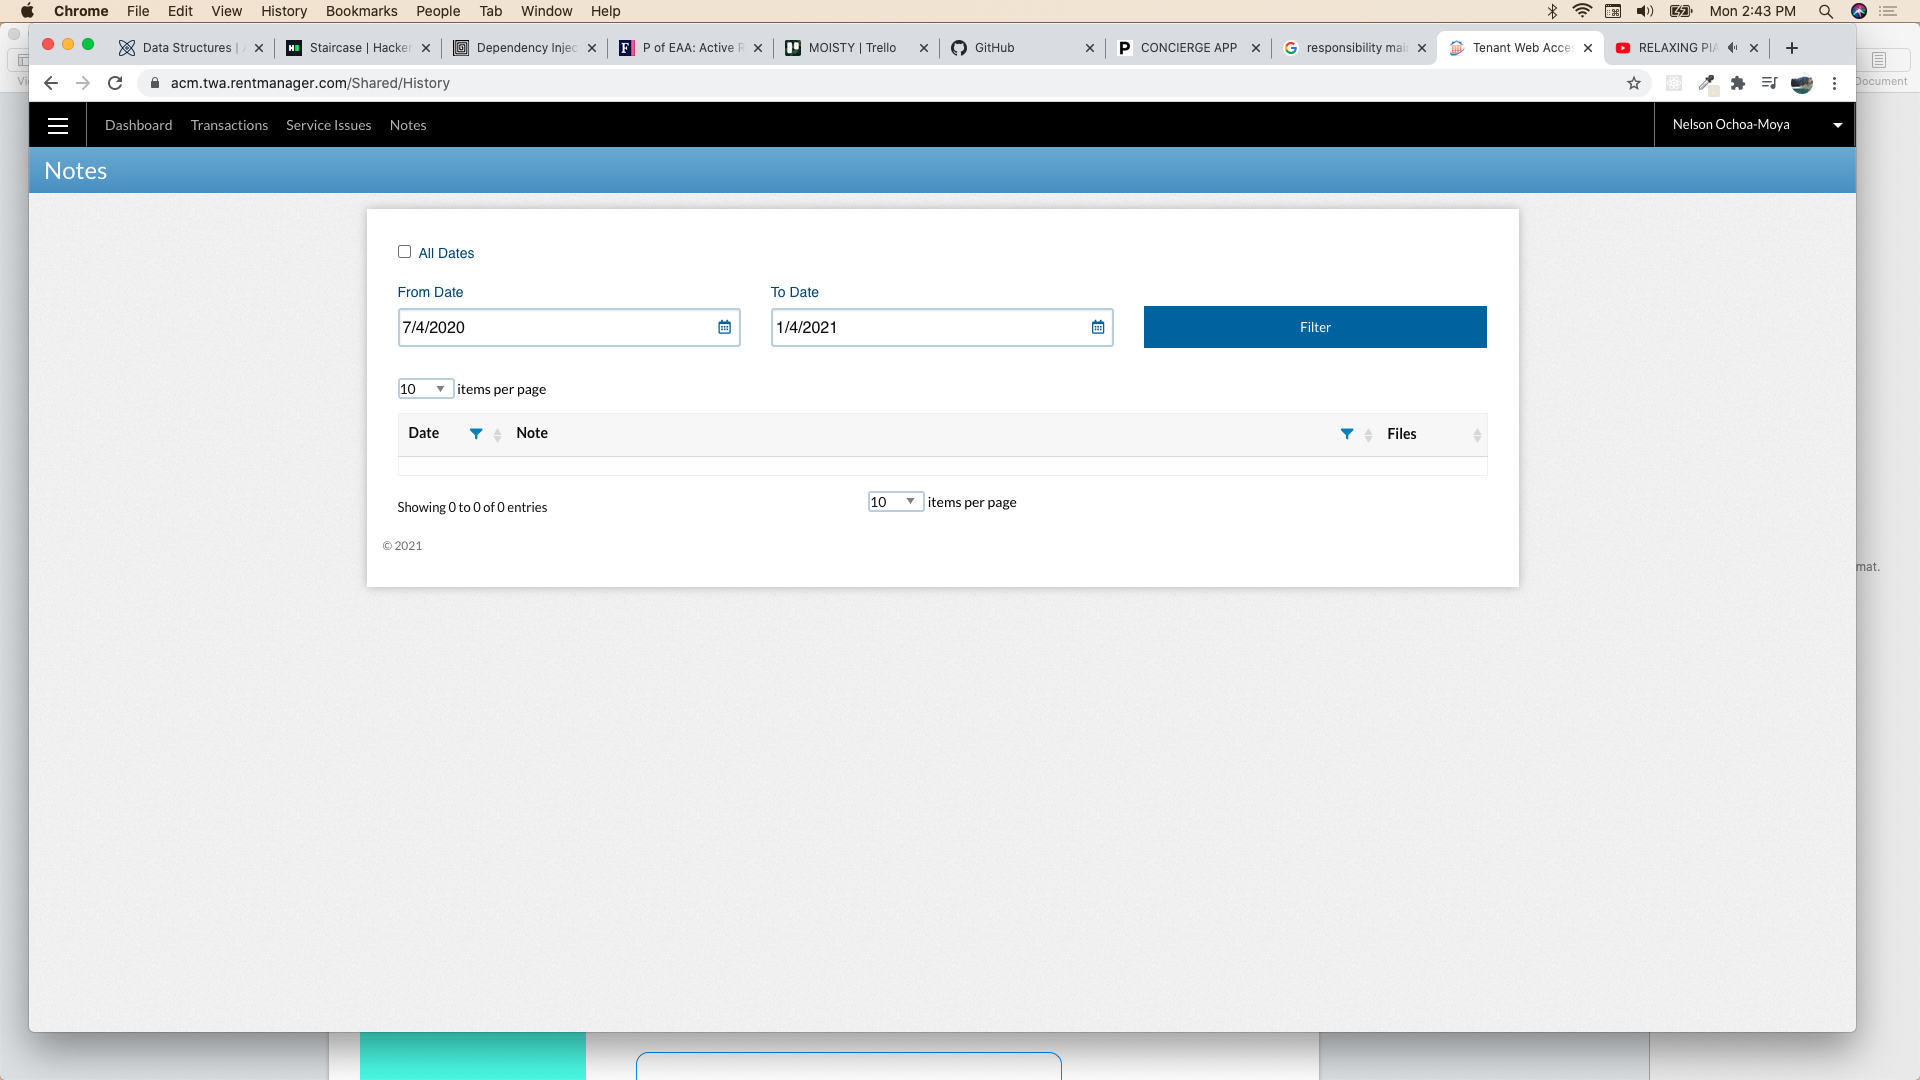 Chrome File Edit View History Bookmarks People Tab Window Help Mon 2:43 PM
Data Structures | Staircase | Hacker Dependency Injec P of EAA: Active R MOISTY | Trello GitHub CONCIERGE APP responsibility mai Tenant Web Acces RELAXING PIA
acm.twa.rentmanager.com/Shared/History
Document
Dashboard Transactions Service Issues Notes Nelson Ochoa-Moya
Notes
All Dates
From Date To Date
7/4/2020 1/4/2021 Filter
10 items per page
Date Note Files
Showing 0 to 0 of 0 entries 10 items per page
© 2021
mat.